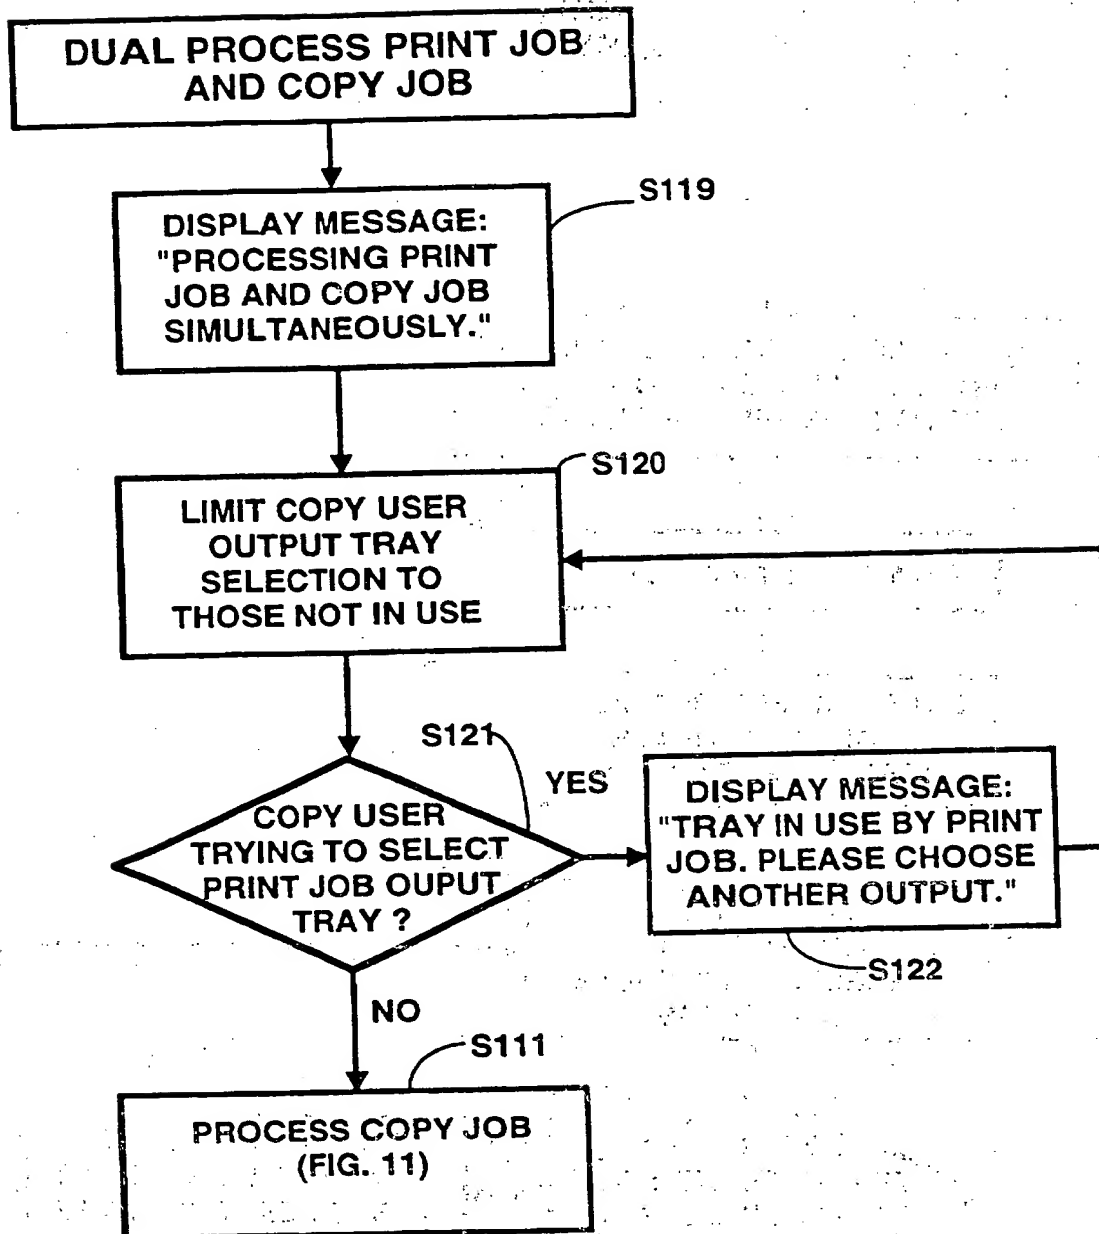 DUAL PROCESS PRINT JOB
AND COPY JOB
S119
DISPLAY MESSAGE:
"PROCESSING PRINT
JOB AND COPY JOB
SIMULTANEOUSLY."
S120
LIMIT COPY USER
OUTPUT TRAY
SELECTION TO
THOSE NOT IN USE
S121
COPY USER
TRYING TO SELECT
PRINT JOB OUPUT
TRAY ?
YES
DISPLAY MESSAGE:
"TRAY IN USE BY PRINT
JOB. PLEASE CHOOSE
ANOTHER OUTPUT."
S122
NO
S111
PROCESS COPY JOB
(FIG. 11)